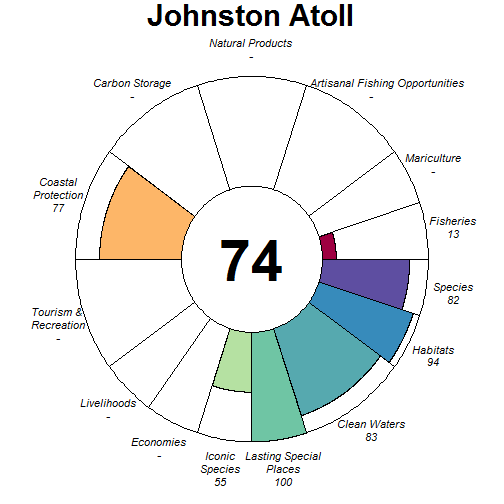 Johnston Atoll
Natural Products
-
Carbon Storage
-
Artisanal Fishing Opportunities
-
Mariculture
-
Coastal
Protection
77
Fisheries
13
74
Species
82
Tourism &
Recreation
-
Habitats
94
Livelihoods
-
Clean Waters
83
Economies
-
Iconic
Species
55
Lasting Special
Places
100